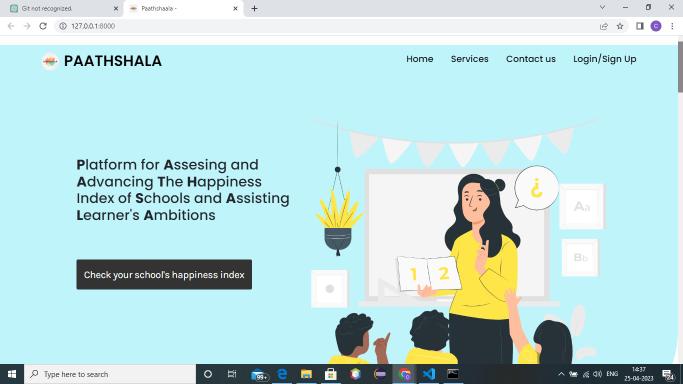 Git not recognized.
Paathshaala -
127.0.0.1:8000
C
PAATHSHALA
Home
Services
Contact us
Login/Sign Up
Platform for Assesing and
Advancing The Happiness
Index of Schools and Assisting
Learner's Ambitions
Check your school's happiness index
¿
Aa
Bb
1 2
Type here to search
99+
ENG
14:37
25-04-2023
24